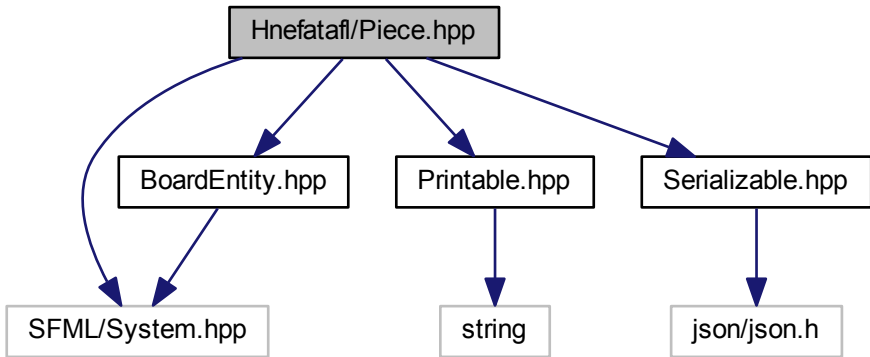 Hnefatafl/Piece.hpp
BoardEntity.hpp
Printable.hpp
Serializable.hpp
SFML/System.hpp
string
json/json.h